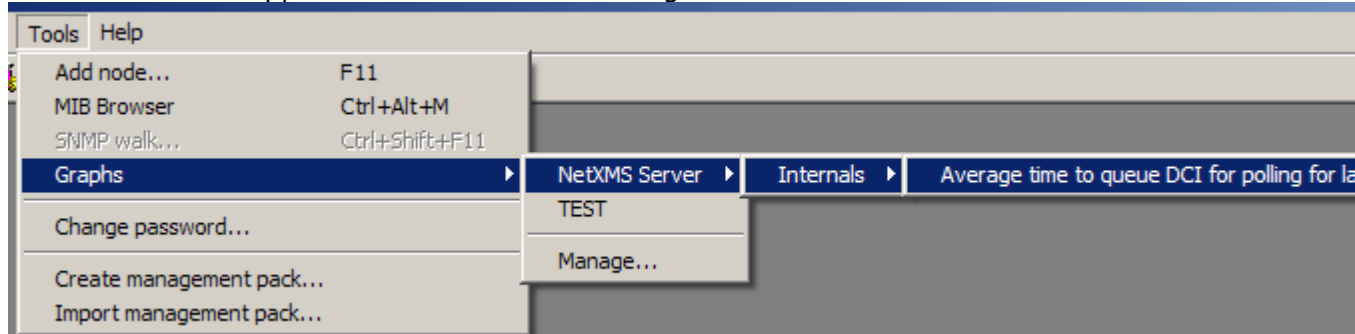 Tools Help
Add node... F11
MIB Browser Ctrl+Alt+M
SNMP walk... Ctrl+Shift+F11
Graphs NetXMS Server Internals Average time to queue DCI for polling for la
TEST
Change password...
Manage...
Create management pack...
Import management pack...